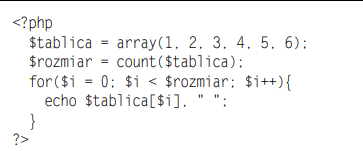 <?php
  $tablica = array(1, 2, 3, 4, 5, 6);
  $rozmiar = count($tablica);
  for($i = 0; $i < $rozmiar; $i++){
    echo $tablica[$i], " ";
  }
?>